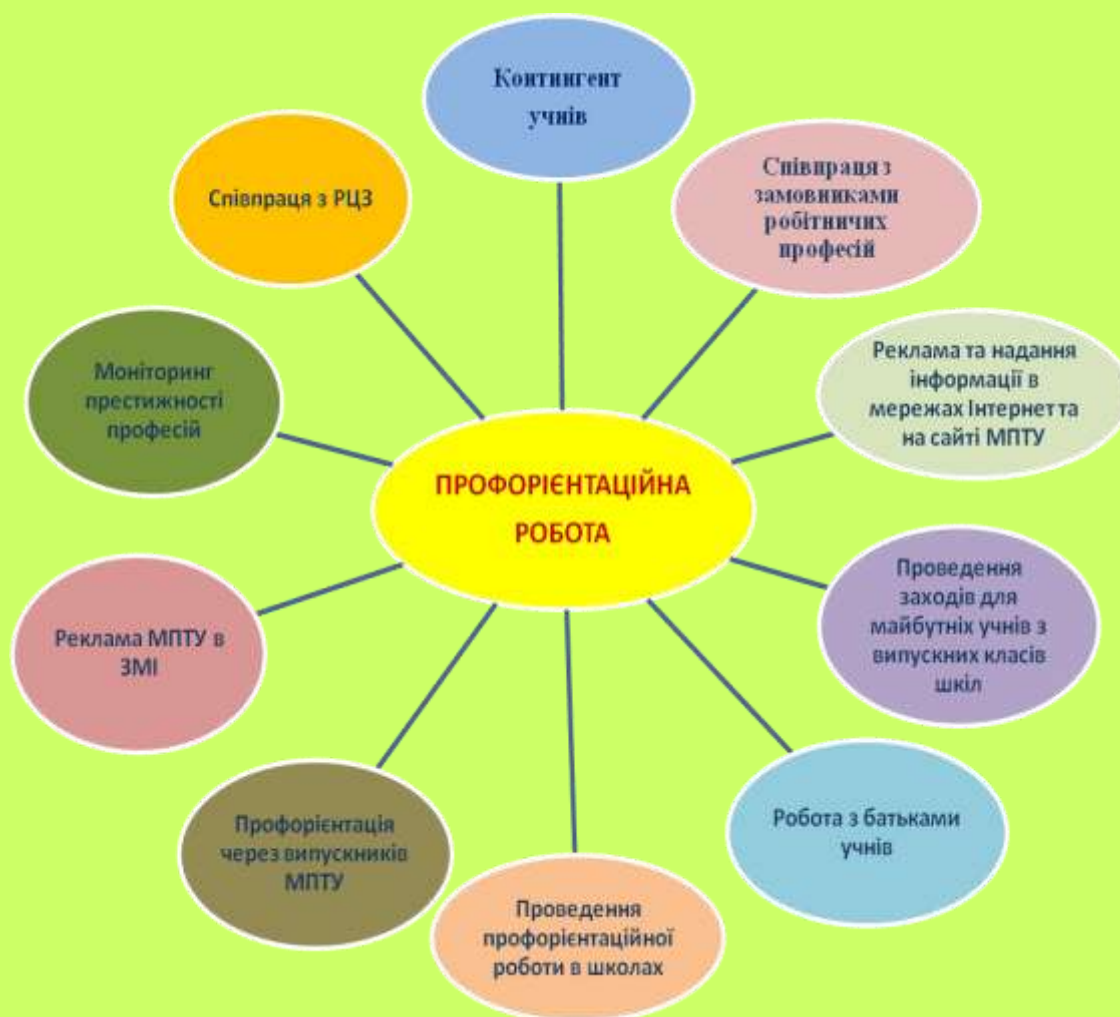 Контингент
учнів
Співпраця з
замовниками
робітничих
професій
Реклама та надання
інформації в
мережах Інтернет та
на сайті МПТУ
Проведення
заходів для
майбутніх учнів з
випускних класів
шкіл
Робота з батьками
учнів
Проведення
профорієнтаційної
роботи в школах
Профорієнтація
через випускників
МПТУ
Реклама МПТУ в
ЗМІ
Моніторинг
престижності
професій
Співпраця з РЦЗ
ПРОФОРІЄНТАЦІЙНА
РОБОТА